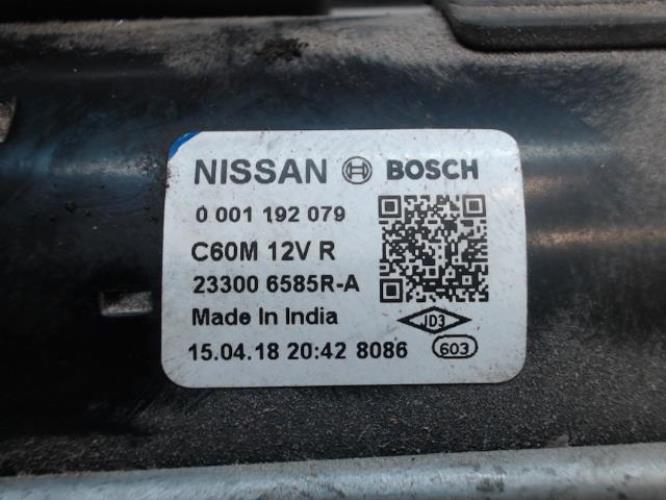 NISSAN BOSCH
0 001 192 079
C60M 12V R
23300 6585R-A
Made In India JD3
15.04.18 20:42 8086 603